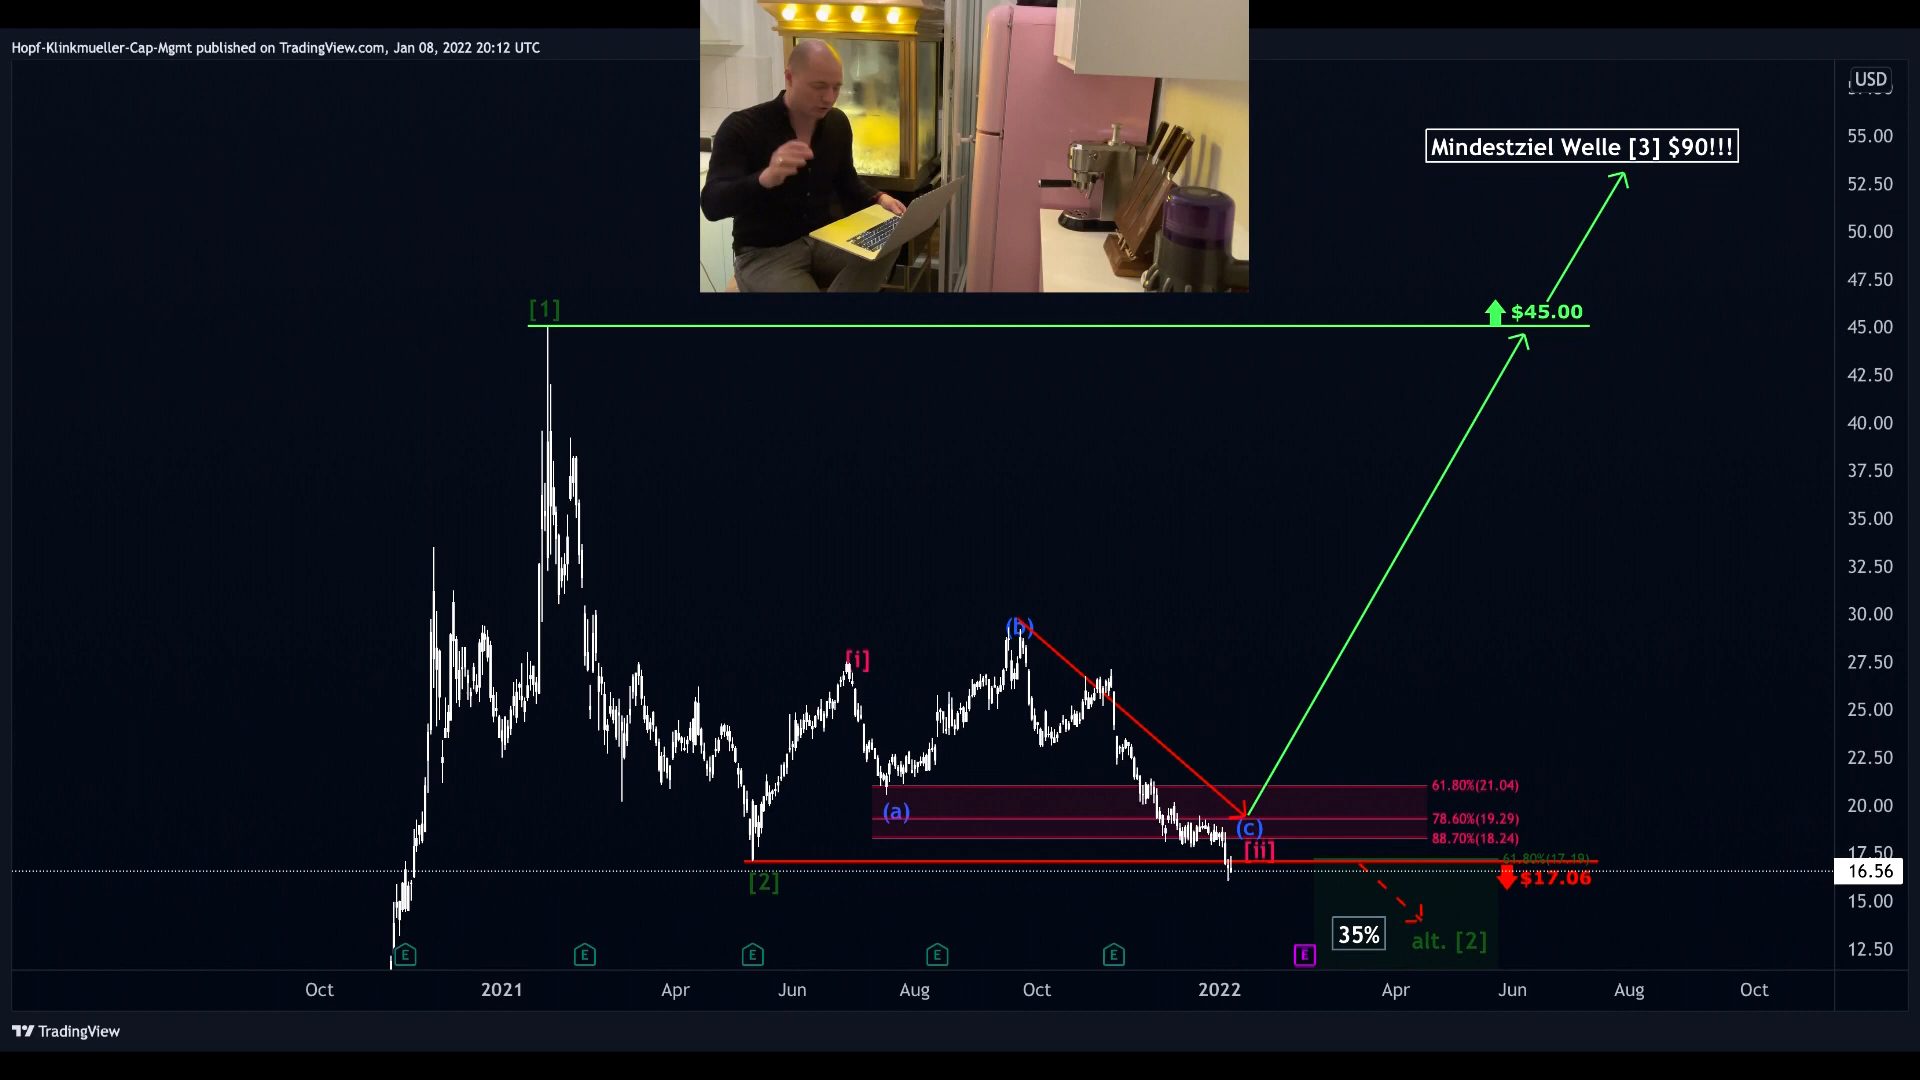 Hopf-Klinkmueller-Cap-Mgmt published on TradingView.com, Jan 08, 2022 20:12 UTC
USD
55.00
52.50
50.00
47.50
45.00
42.50
40.00
37.50
35.00
32.50
30.00
27.50
25.00
22.50
20.00
17.50
16.56
15.00
12.50
Mindestziel Welle [3] $90!!!
[1]
$45.00
(b)
[i]
(a)
61.80%(21.04)
78.60%(19.29)
88.70%(18.24)
(c)
[ii]
61.80%(17.19)
$17.06
[2]
35%
alt. [2]
E
E
E
E
E
E
Oct
2021
Apr
Jun
Aug
Oct
2022
Apr
Jun
Aug
Oct
TradingView